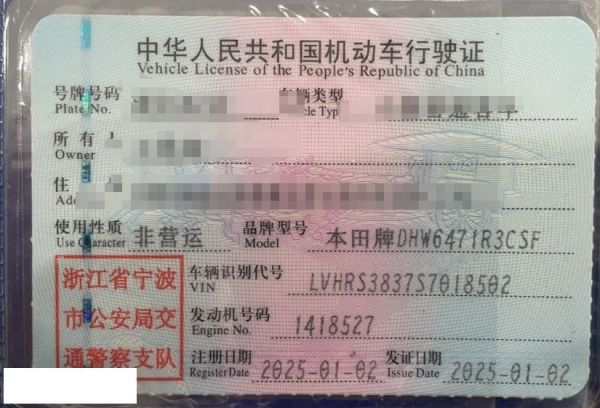 中华人民共和国机动车行驶证
Vehicle License of the People's Republic of China
号牌号码 车辆类型
Plate No.
所有人
Owner
住
使用性质 非营运 品牌型号 本田牌DHW6471R3CSF
Use Character Model
浙江省宁波 车辆识别代号 LVHRS3837S7018502
VIN
市公安局交 发动机号码 1418527
Engine No.
通警察支队 注册日期 2025-01-02 发证日期 2025-01-02
Register Date Issue Date